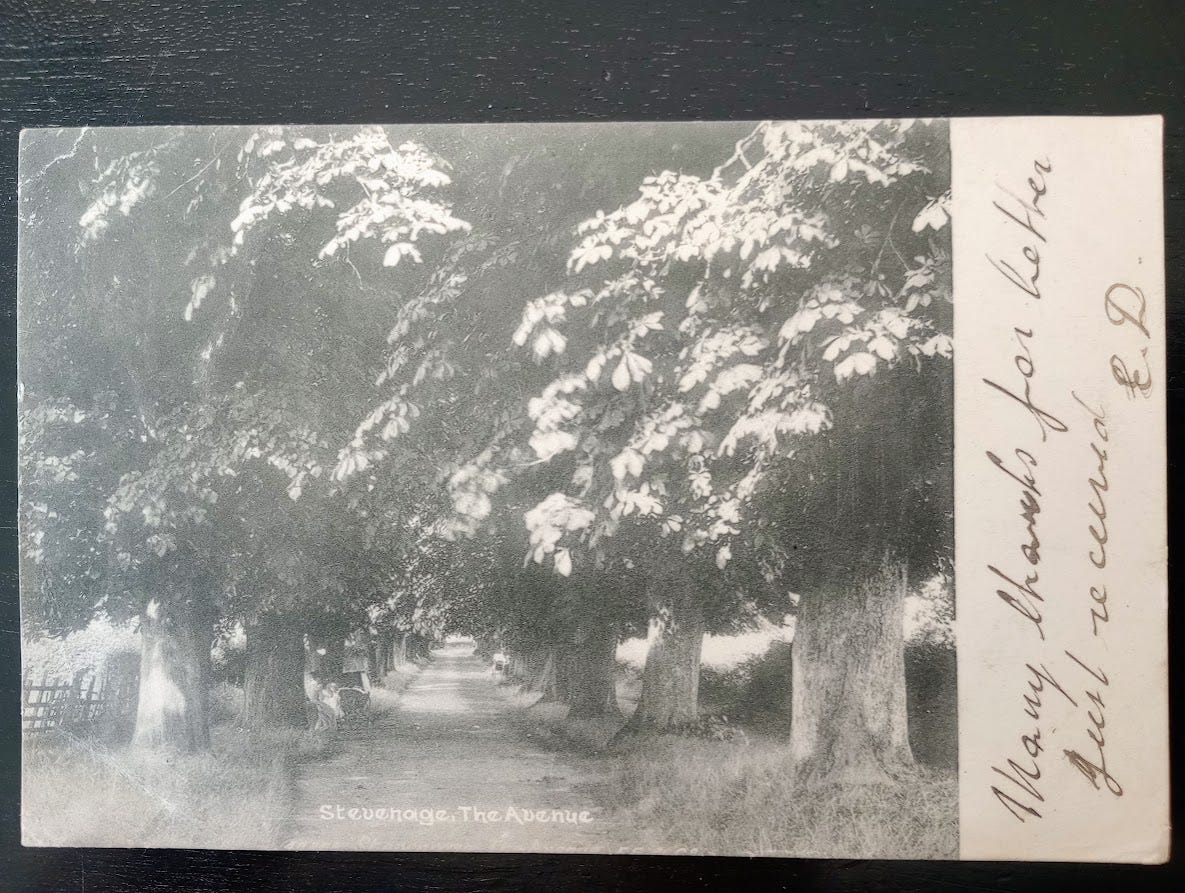 Stevenage. The Avenue
Many thanks for letter
just received
E.D.